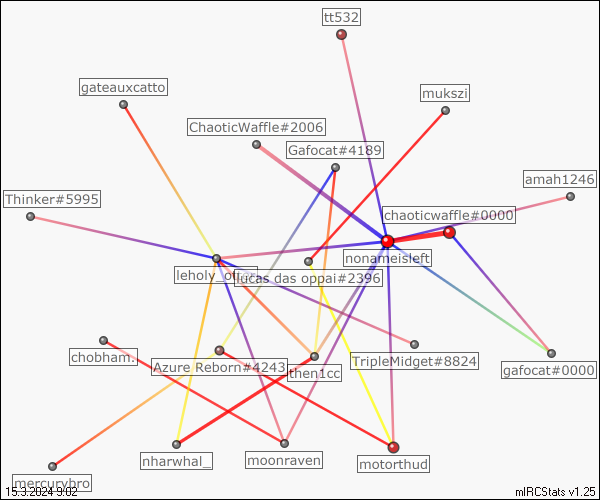 tt532
gateauxcatto
mukszi
ChaoticWaffle#2006
Gafocat#4189
amah1246
Thinker#5995
chaoticwaffle#0000
nonameisleft
lucas das oppai#2396
chobham.
Azure Reborn#4243
then1cc
TripleMidget#8824
gafocat#0000
nharwhal_
moonraven
motorthud
mercurybro
15.3.2024 9:02
mIRCStats v1.25